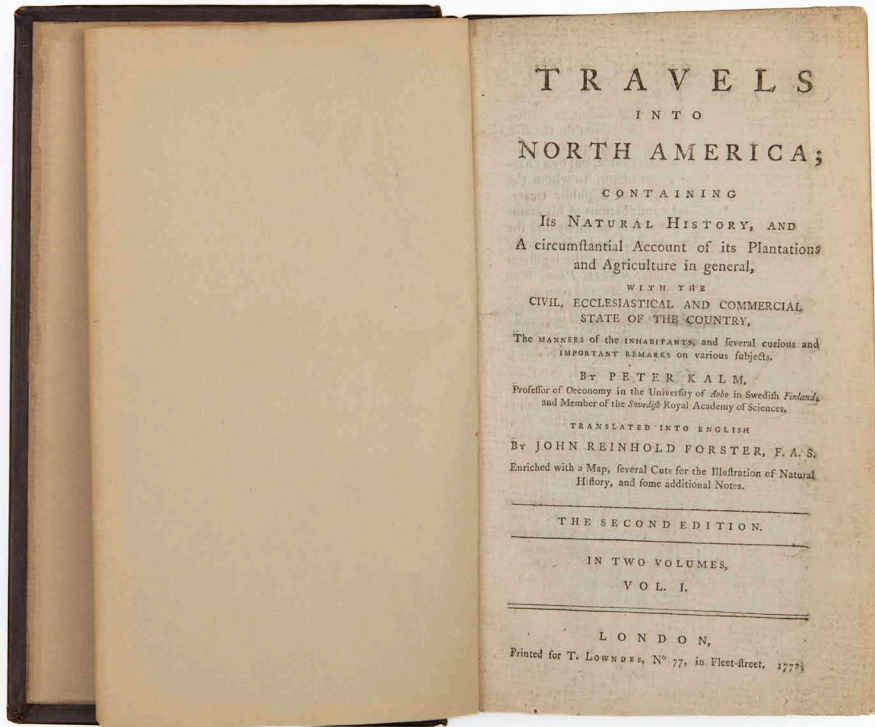 TRAVELS
INTO
NORTH AMERICA;
CONTAINING
Its NATURAL HISTORY, AND
A circumſtantial Account of its Plantations
and Agriculture in general,
WITH THE
CIVIL, ECCLESIASTICAL AND COMMERCIAL
STATE OF THE COUNTRY,
The MANNERS of the INHABITANTS, and ſeveral curious and
IMPORTANT REMARKS on various ſubjects.
BY PETER KALM,
Profeſſor of Oeconomy in the Univerſity of Aobo in Swediſh Finland,
and Member of the Swediſh Royal Academy of Sciences,
TRANSLATED INTO ENGLISH
BY JOHN REINHOLD FORSTER, F. A. S.
Enriched with a Map, ſeveral Cuts for the Illuſtration of Natural
Hiſtory, and ſome additional Notes.
THE SECOND EDITION.
IN TWO VOLUMES,
VOL. I.
LONDON,
Printed for T. LOWNDES, Nº 77, in Fleet-ſtreet.